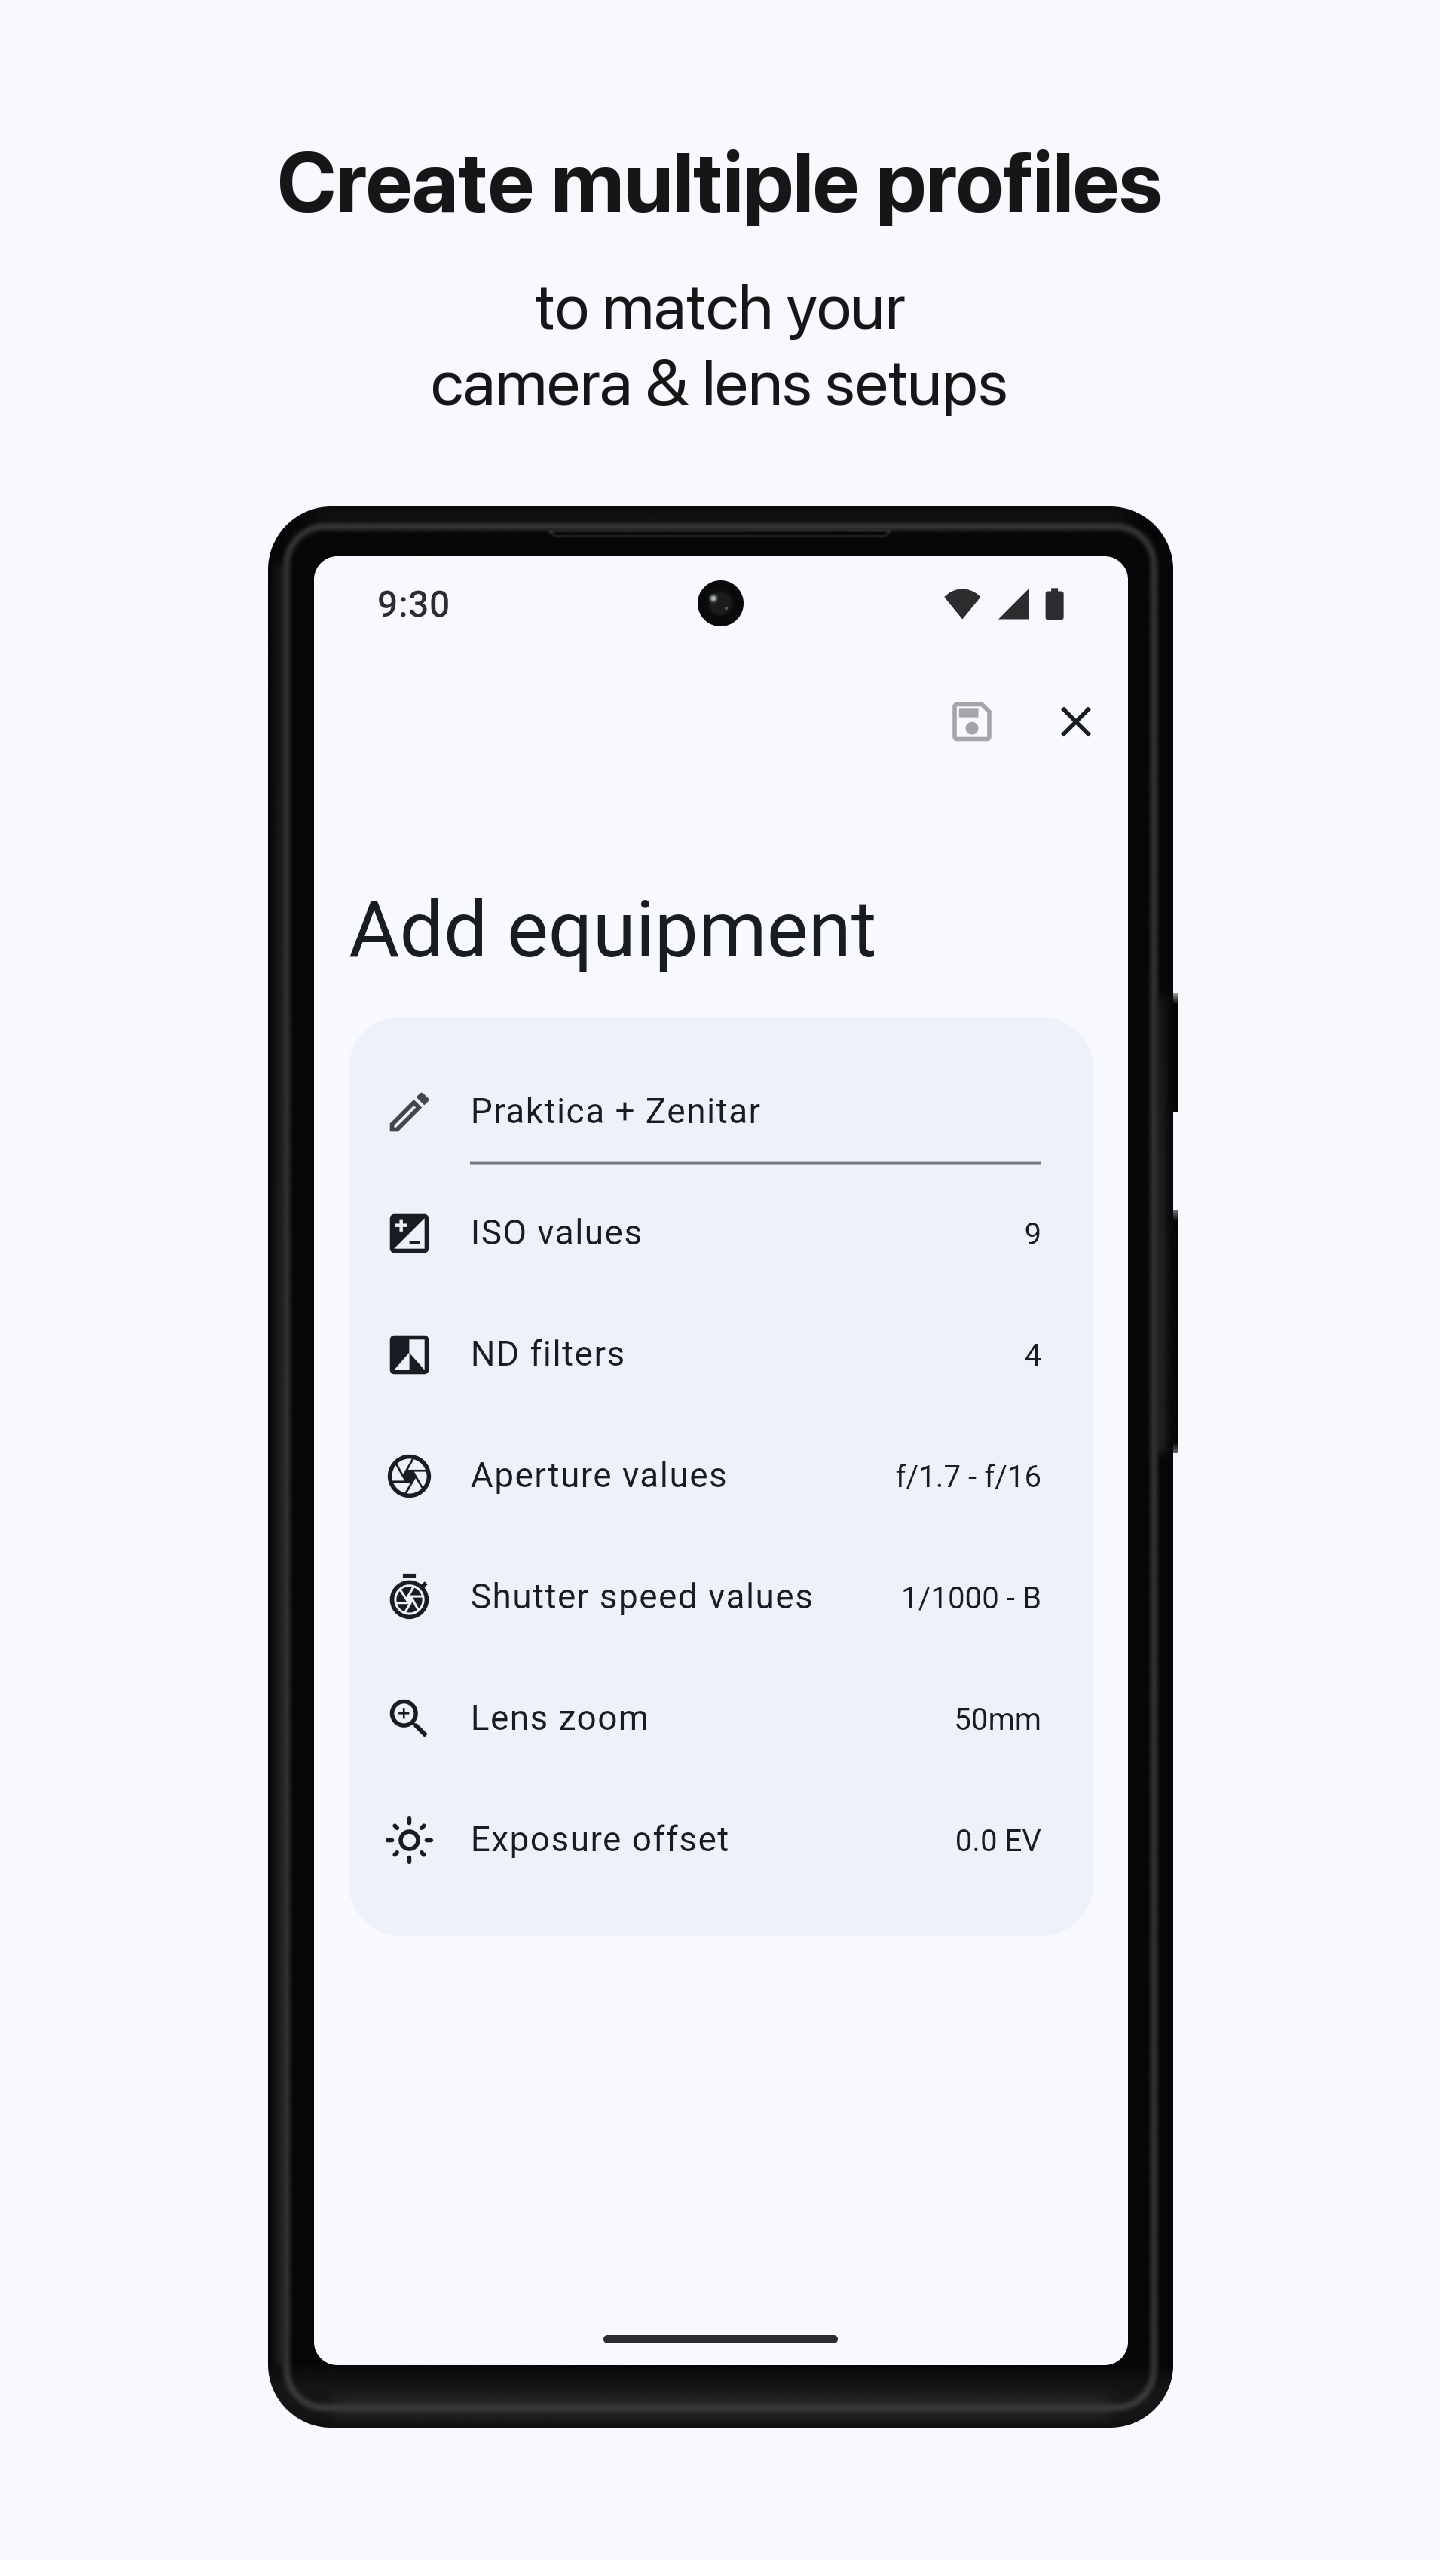 Create multiple profiles
to match your
camera & lens setups
9:30
Add equipment
Praktica + Zenitar
ISO values 9
ND filters 4
Aperture values f/1.7 - f/16
Shutter speed values 1/1000 - B
Lens zoom 50mm
Exposure offset 0.0 EV